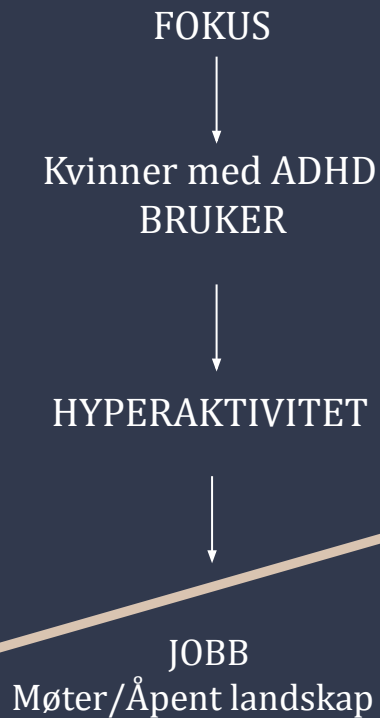 FOKUS
Kvinner med ADHD
BRUKER
HYPERAKTIVITET
JOBB
Møter/Åpent landskap